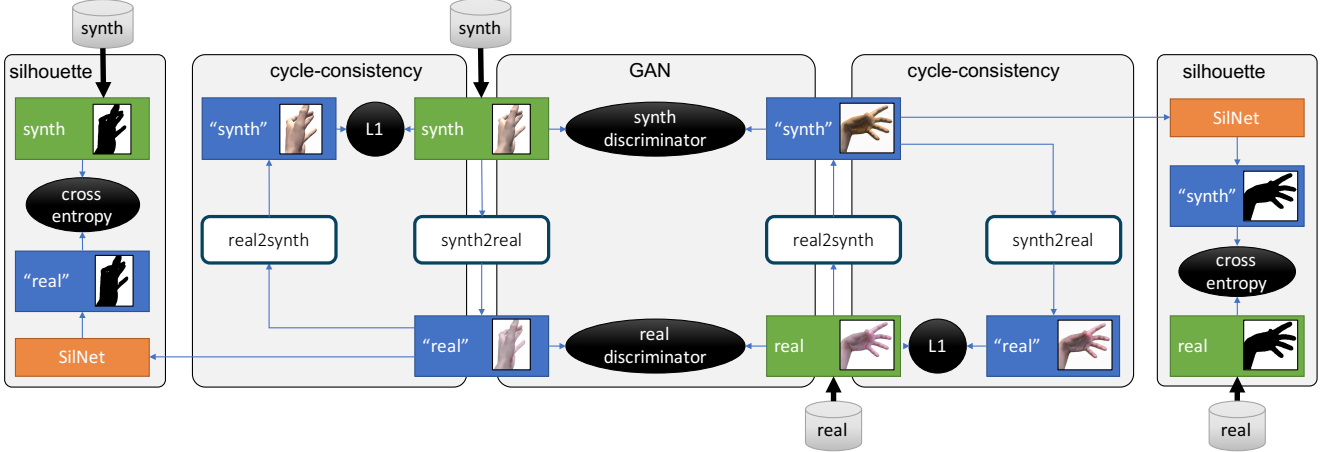 synth
synth
silhouette
cycle-consistency
GAN
cycle-consistency
silhouette
synth
"synth"
L1
synth
synth
discriminator
"synth"
SilNet
cross
entropy
"synth"
real2synth
synth2real
real2synth
synth2real
"real"
cross
entropy
SilNet
"real"
real
discriminator
real
L1
"real"
real
real
real